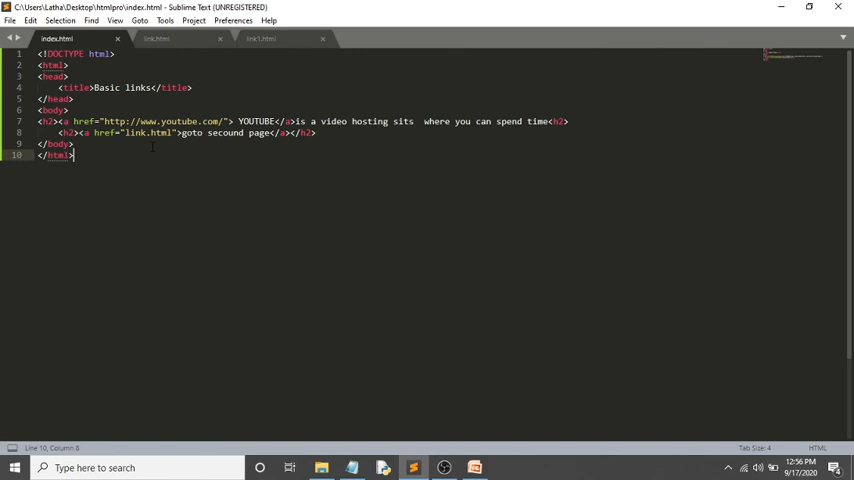 C:\Users\Latha\Desktop\htmlpro\index.html - Sublime Text (UNREGISTERED)
File Edit Selection Find View Goto Tools Project Preferences Help
index.html link.html link1.html
1 <!DOCTYPE html>
2 <html>
3 <head>
4 <title>Basic links</title>
5 </head>
6 <body>
7 <h2><a href="http://www.youtube.com/"> YOUTUBE</a>is a video hosting sits  where you can spend time<h2>
8 <h2><a href="link.html">goto secound page</a></h2>
9 </body>
10 </html>
Line 10, Column 8 Tab Size: 4 HTML
Type here to search
12:56 PM
9/17/2020
4